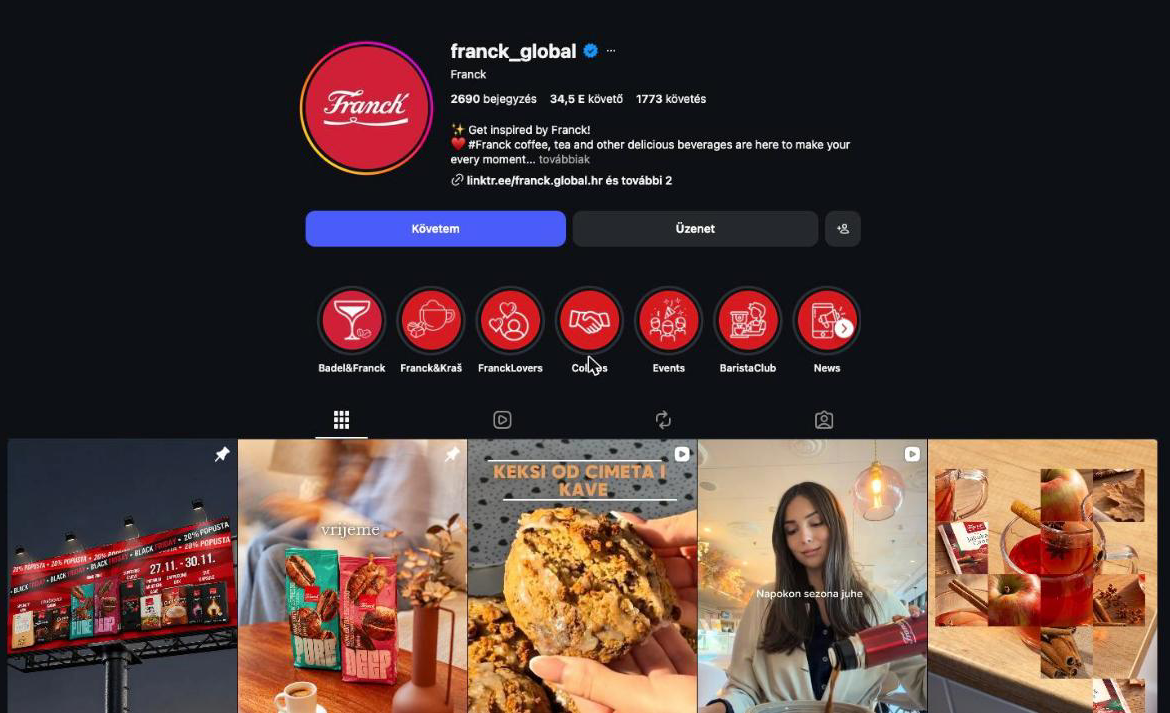 franck_global
Franck
Franck
2690 bejegyzés 34,5 E követő 1773 követés
✨ Get inspired by Franck!
❤️ #Franck coffee, tea and other delicious beverages are here to make your
every moment... továbbiak
linktr.ee/franck.global.hr és további 2
Követem
Üzenet
Badel&Franck
Franck&Kraš
FranckLovers
Events
BaristaClub
News
BLACK FRIDAY • 20% POPUSTA
27.11. - 30.11.
vrijeme
Franck
Franck
PURE
DEEP
KEKSI OD CIMETA I
KAVE
Napokon sezona juhe
Franck